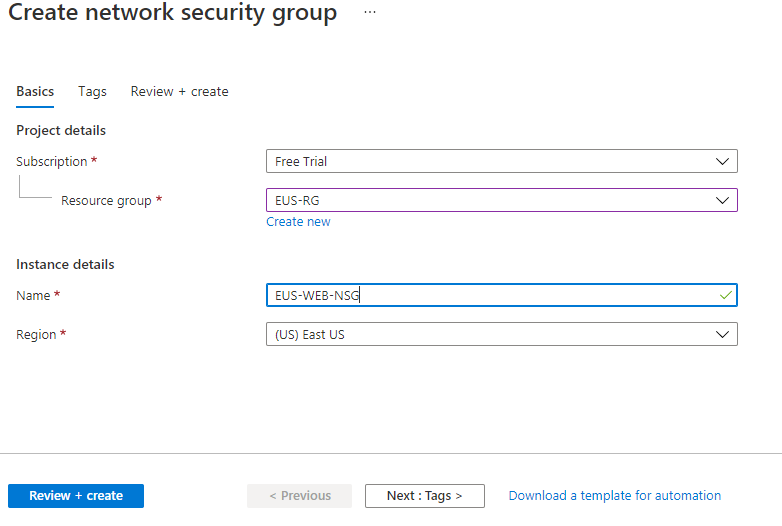 Create network security group ...
Basics Tags Review + create
Project details
Subscription * Free Trial
Resource group * EUS-RG
Create new
Instance details
Name * EUS-WEB-NSG
Region * (US) East US
Review + create < Previous Next : Tags > Download a template for automation